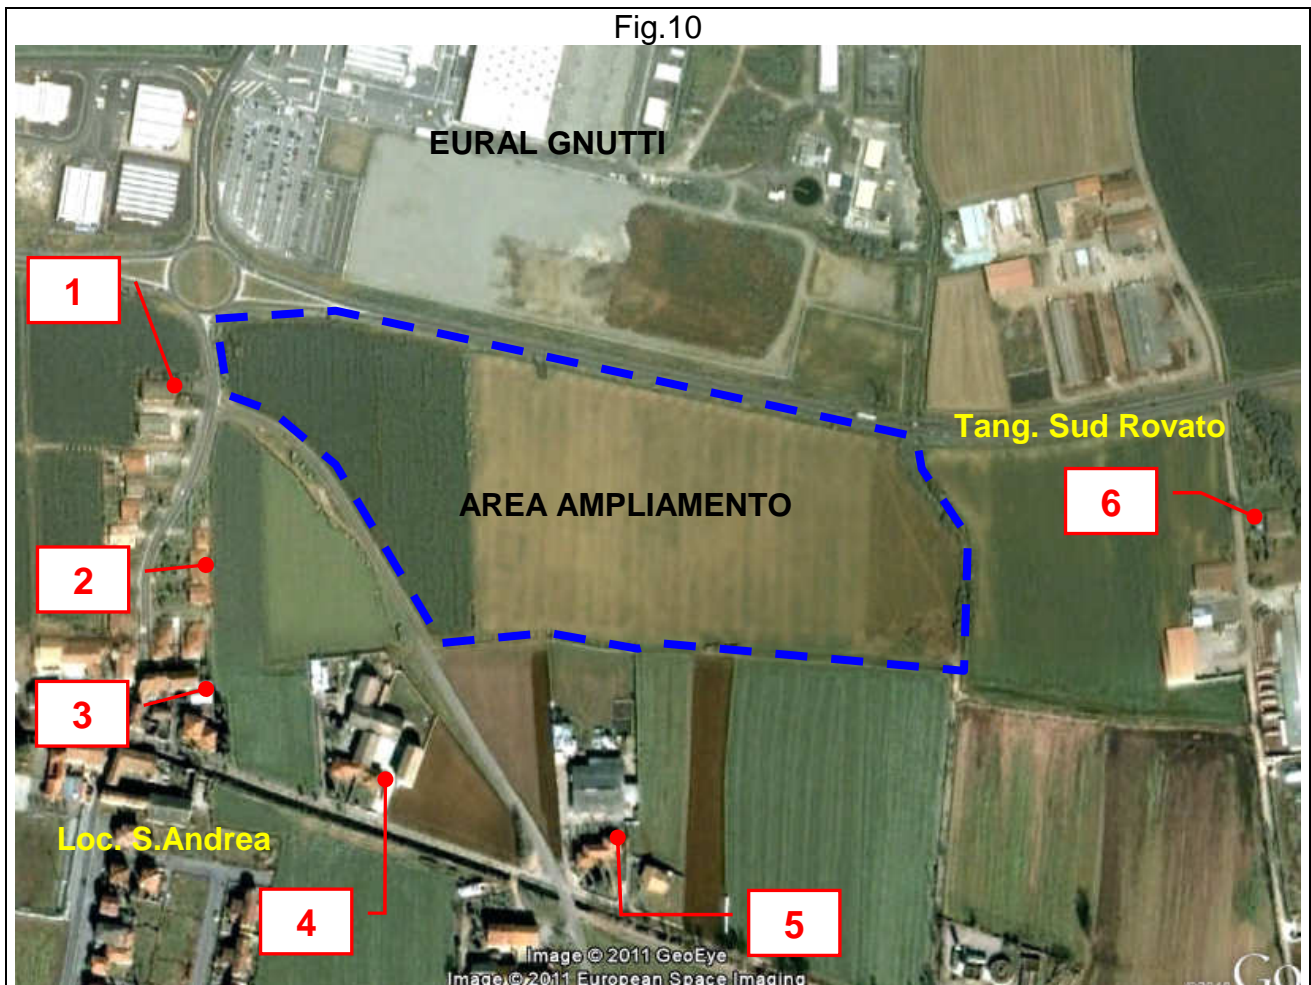 Fig.10
EURAL GNUTTI
1
Tang. Sud Rovato
AREA AMPLIAMENTO
6
2
3
Loc. S.Andrea
4
5
Image © 2011 GeoEye
Image © 2011 European Space Imaging